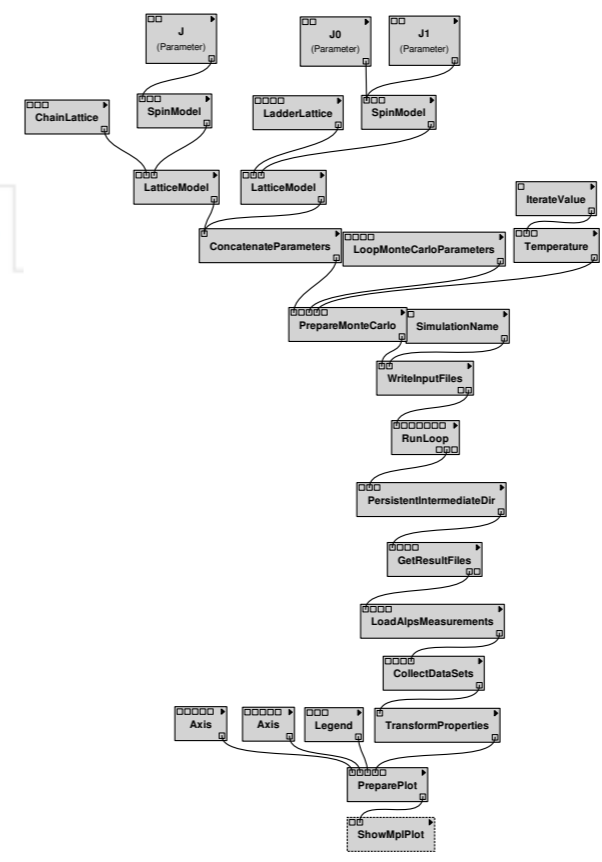 J
(Parameter)
J0
(Parameter)
J1
(Parameter)
ChainLattice
SpinModel
LadderLattice
SpinModel
LatticeModel
LatticeModel
IterateValue
ConcatenateParameters
LoopMonteCarloParameters
Temperature
PrepareMonteCarlo
SimulationName
WriteInputFiles
RunLoop
PersistentIntermediateDir
GetResultFiles
LoadAlpsMeasurements
CollectDataSets
Axis
Axis
Legend
TransformProperties
PreparePlot
ShowMplPlot